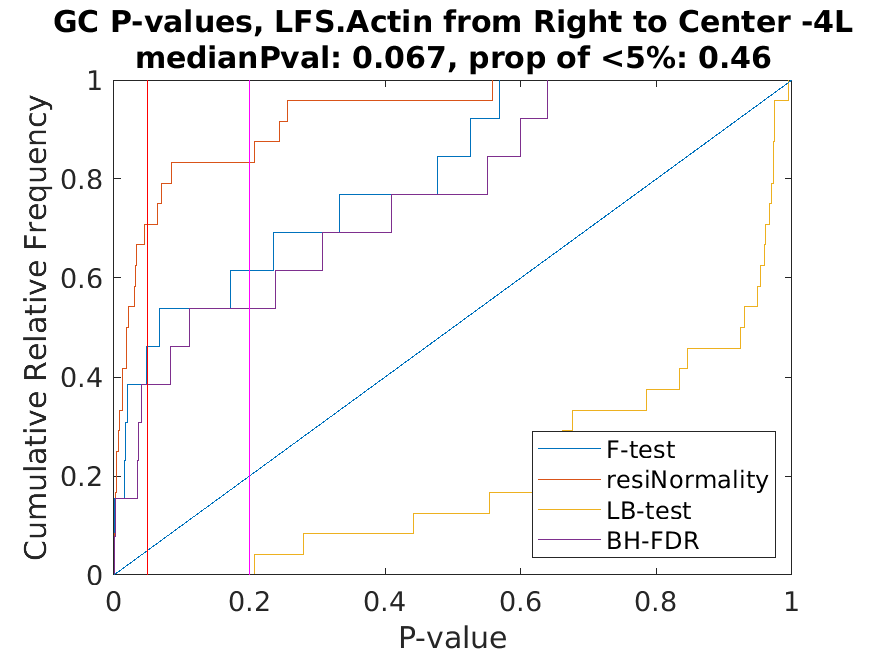 GC P-values, LFS.Actin from Right to Center -4L
medianPval: 0.067, prop of <5%: 0.46
1
0.8
0.6
0.4
0.2
0
Cumulative Relative Frequency
F-test
resiNormality
LB-test
BH-FDR
0 0.2 0.4 0.6 0.8 1
P-value